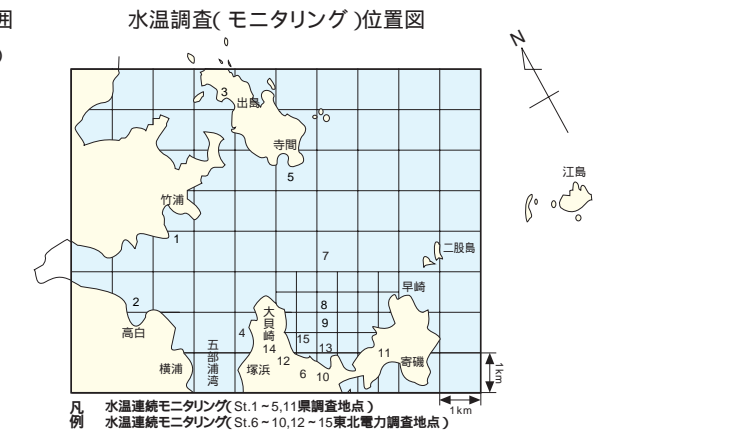 囲
水温調査( モニタリング )位置図
)
N
3
出島
寺間
5
江島
竹浦
1
7
二股島
早崎
2
8
大貝崎
9
高白
4
15
五部浦湾
14
13
12
11
横浦
塚浜
6
10
寄磯
1km
1km
凡例
水温連続モニタリング(St.1~5,11県調査地点)
水温連続モニタリング(St.6~10,12~15東北電力調査地点)